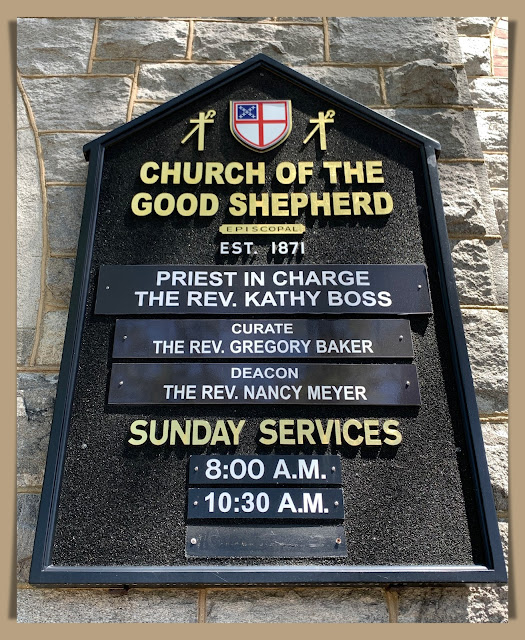 CHURCH OF THE
GOOD SHEPHERD
EPISCOPAL
EST. 1871
PRIEST IN CHARGE
THE REV. KATHY BOSS
CURATE
THE REV. GREGORY BAKER
DEACON
THE REV. NANCY MEYER
SUNDAY SERVICES
8:00 A.M.
10:30 A.M.